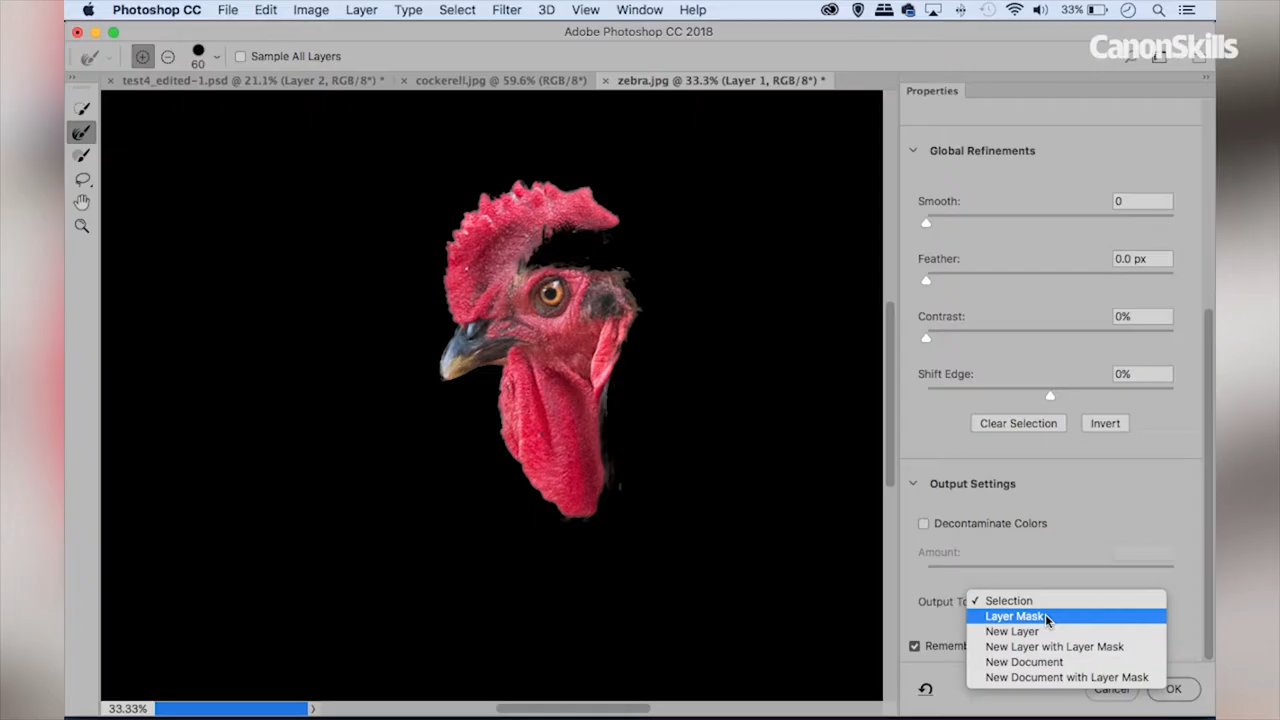 Photoshop CC File Edit Image Layer Type Select Filter 3D View Window Help 33%
Adobe Photoshop CC 2018
CanonSkills
60 Sample All Layers
× test4_edited-1.psd @ 21.1% (Layer 2, RGB/8*) * × cockerell.jpg @ 59.6% (RGB/8*) × zebra.jpg @ 33.3% (Layer 1, RGB/8*) *
Properties
Global Refinements
Smooth: 0
Feather: 0.0 px
Contrast: 0%
Shift Edge: 0%
Clear Selection Invert
Output Settings
Decontaminate Colors
Amount:
Output To
✓ Selection
Layer Mask
New Layer
New Layer with Layer Mask
New Document
New Document with Layer Mask
Rememb
Cancel OK
33.33%